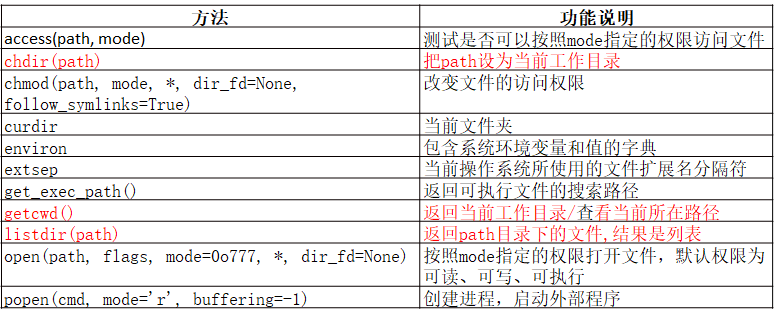 方法 功能说明
access(path, mode) 测试是否可以按照mode指定的权限访问文件
chdir(path) 把path设为当前工作目录
chmod(path, mode, *, dir_fd=None, 改变文件的访问权限
follow_symlinks=True)
curdir 当前文件夹
environ 包含系统环境变量和值的字典
extsep 当前操作系统所使用的文件扩展名分隔符
get_exec_path() 返回可执行文件的搜索路径
getcwd() 返回当前工作目录/查看当前所在路径
listdir(path) 返回path目录下的文件,结果是列表
open(path, flags, mode=0o777, *, dir_fd=None) 按照mode指定的权限打开文件，默认权限为
可读、可写、可执行
popen(cmd, mode='r', buffering=-1) 创建进程，启动外部程序